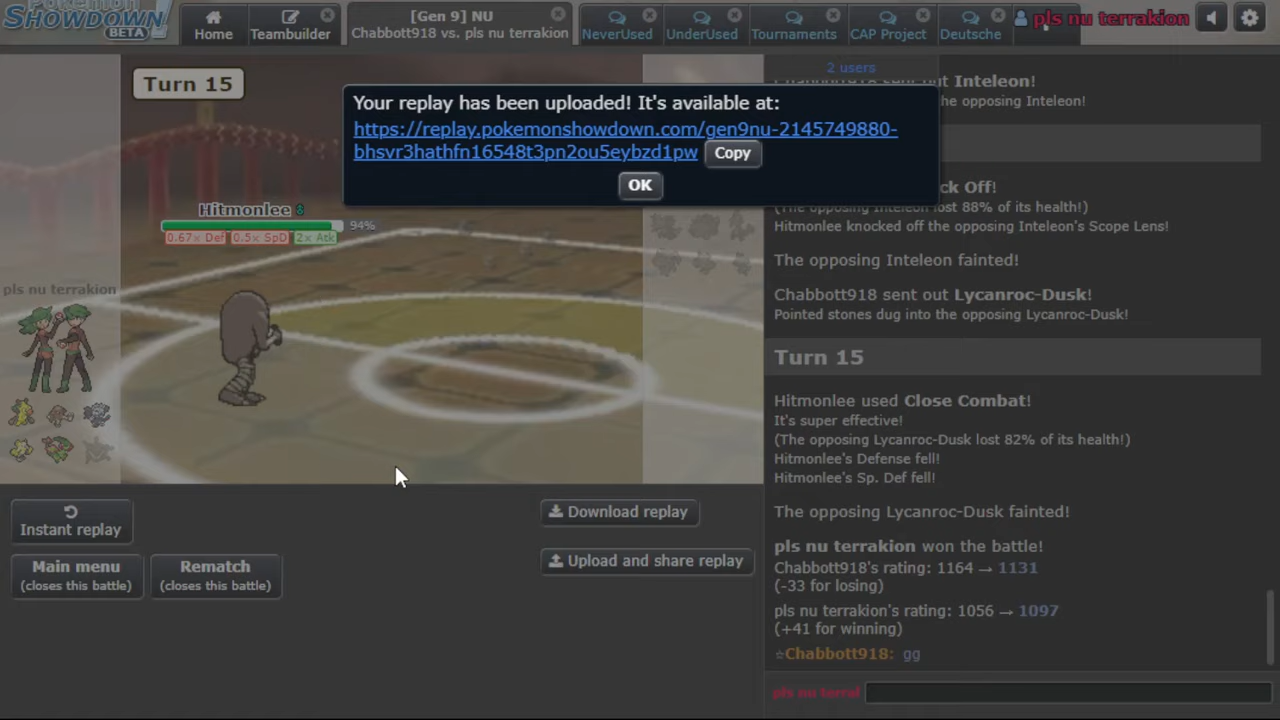 Pokémon
SHOWDOWN
BETA
Home
Teambuilder
[Gen 9] NU
Chabbott918 vs. pls nu terrakion
NeverUsed
UnderUsed
Tournaments
CAP Project
Deutsche
pls nu terrakion
Turn 15
2 users
Your replay has been uploaded! It's available at:
https://replay.pokemonshowdown.com/gen9nu-2145749880-
bhsvr3hathfn16548t3pn2ou5eybzd1pw Copy
OK
Hitmonlee
94%
0.67× Def 0.5× SpD 2× Atk
pls nu terrakion
Inteleon!
the opposing Inteleon!
ck Off!
(The opposing Inteleon lost 88% of its health!)
Hitmonlee knocked off the opposing Inteleon's Scope Lens!
The opposing Inteleon fainted!
Chabbott918 sent out Lycanroc-Dusk!
Pointed stones dug into the opposing Lycanroc-Dusk!
Turn 15
Hitmonlee used Close Combat!
It's super effective!
(The opposing Lycanroc-Dusk lost 82% of its health!)
Hitmonlee's Defense fell!
Hitmonlee's Sp. Def fell!
The opposing Lycanroc-Dusk fainted!
pls nu terrakion won the battle!
Chabbott918's rating: 1164 → 1131
(-33 for losing)
pls nu terrakion's rating: 1056 → 1097
(+41 for winning)
☆Chabbott918: gg
pls nu terral
Instant replay
Download replay
Main menu
(closes this battle)
Rematch
(closes this battle)
Upload and share replay